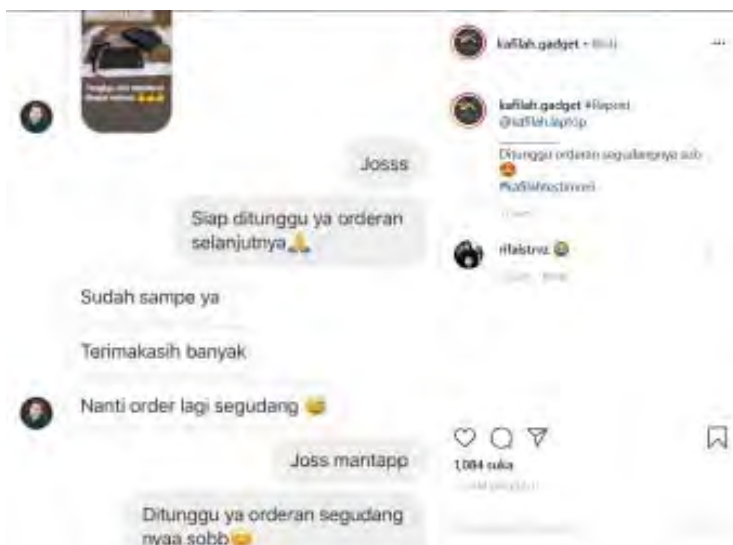 Josss
Siap ditunggu ya orderan
selanjutnya🙏
Sudah sampe ya
Terimakasih banyak
Nanti order lagi segudang 😅
Joss mantapp
Ditunggu ya orderan segudang
nyaa sobb😊
kafilah.gadget •
kafilah.gadget #Repost
@kafilah.laptop
Ditunggu orderan segudangnya sob
🤩
#kafilahtestimoni
rifaistrvz 😂
1,084 suka